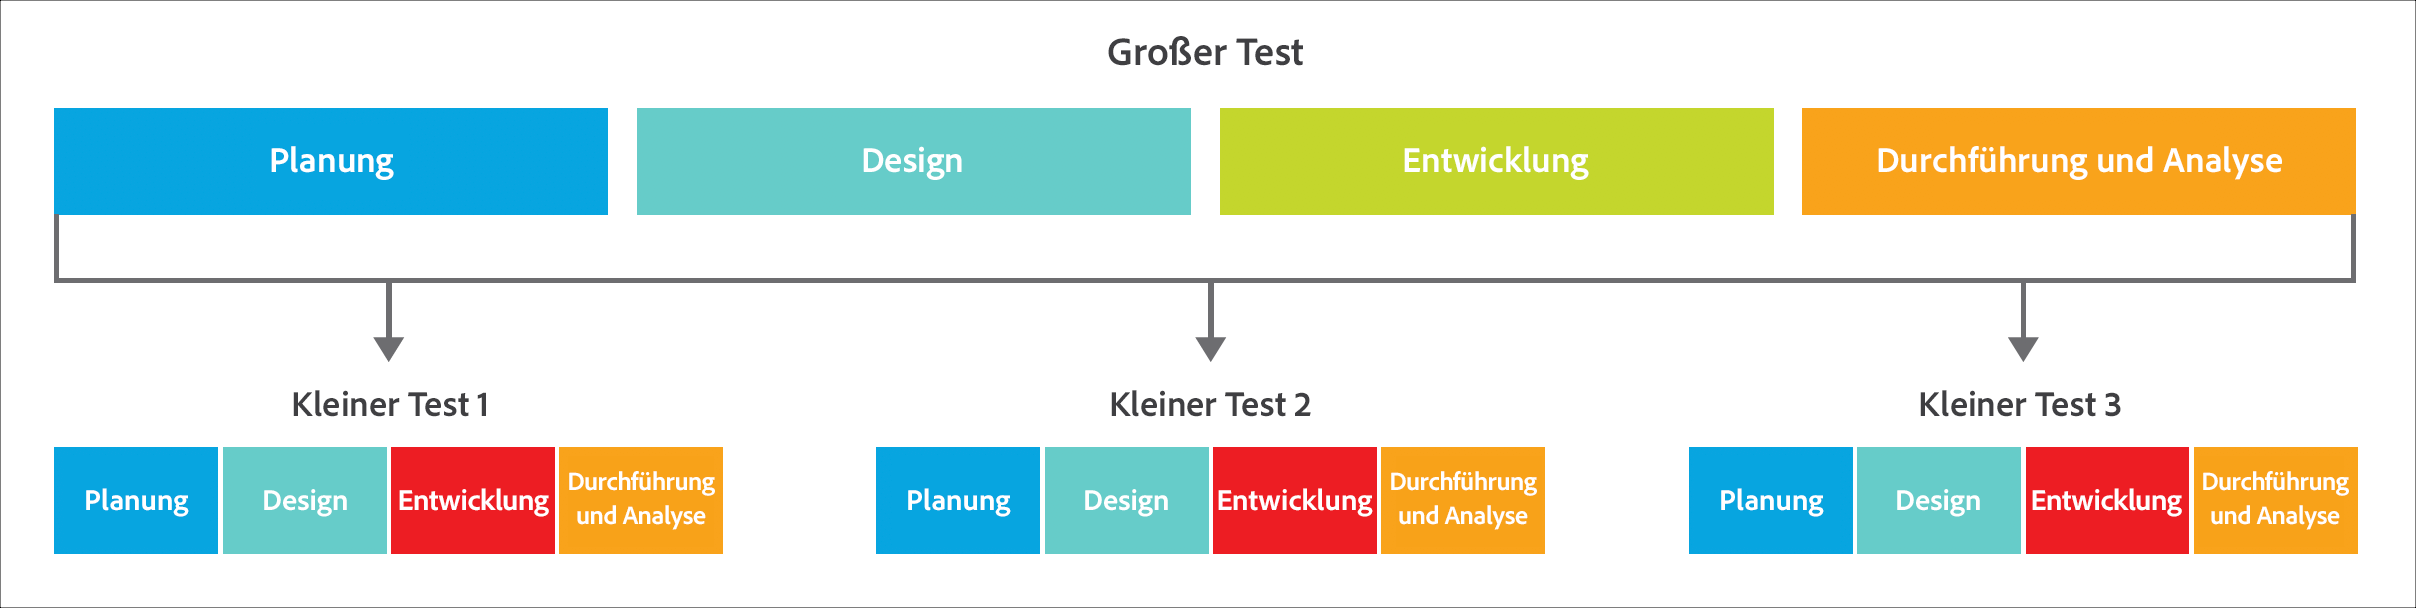 Großer Test
Planung
Design
Entwicklung
Durchführung und Analyse
Kleiner Test 1
Planung
Design
Entwicklung
Durchführung
und Analyse
Kleiner Test 2
Planung
Design
Entwicklung
Durchführung
und Analyse
Kleiner Test 3
Planung
Design
Entwicklung
Durchführung
und Analyse